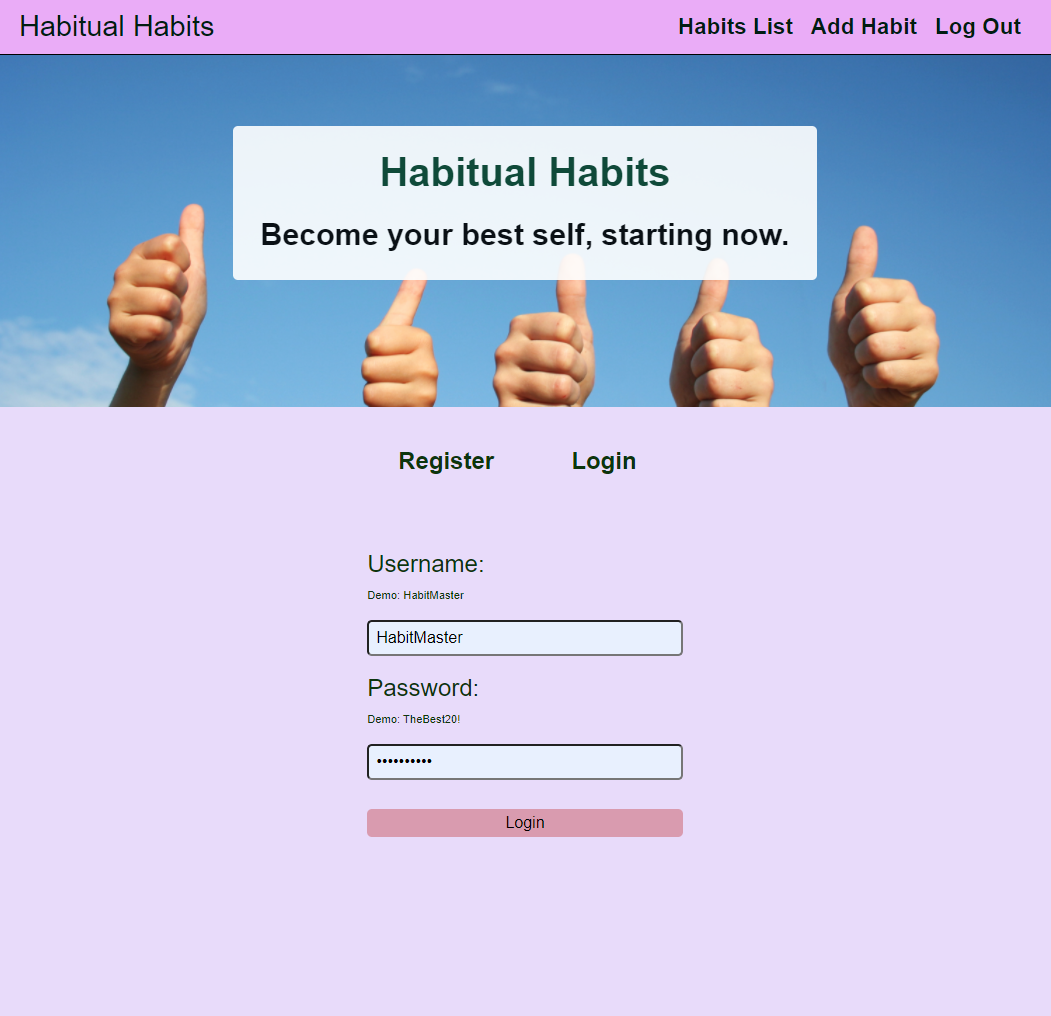 Habitual Habits
Habits List Add Habit Log Out
Habitual Habits
Become your best self, starting now.
Register Login
Username:
Demo: HabitMaster
HabitMaster
Password:
Demo: TheBest20!
••••••••••
Login